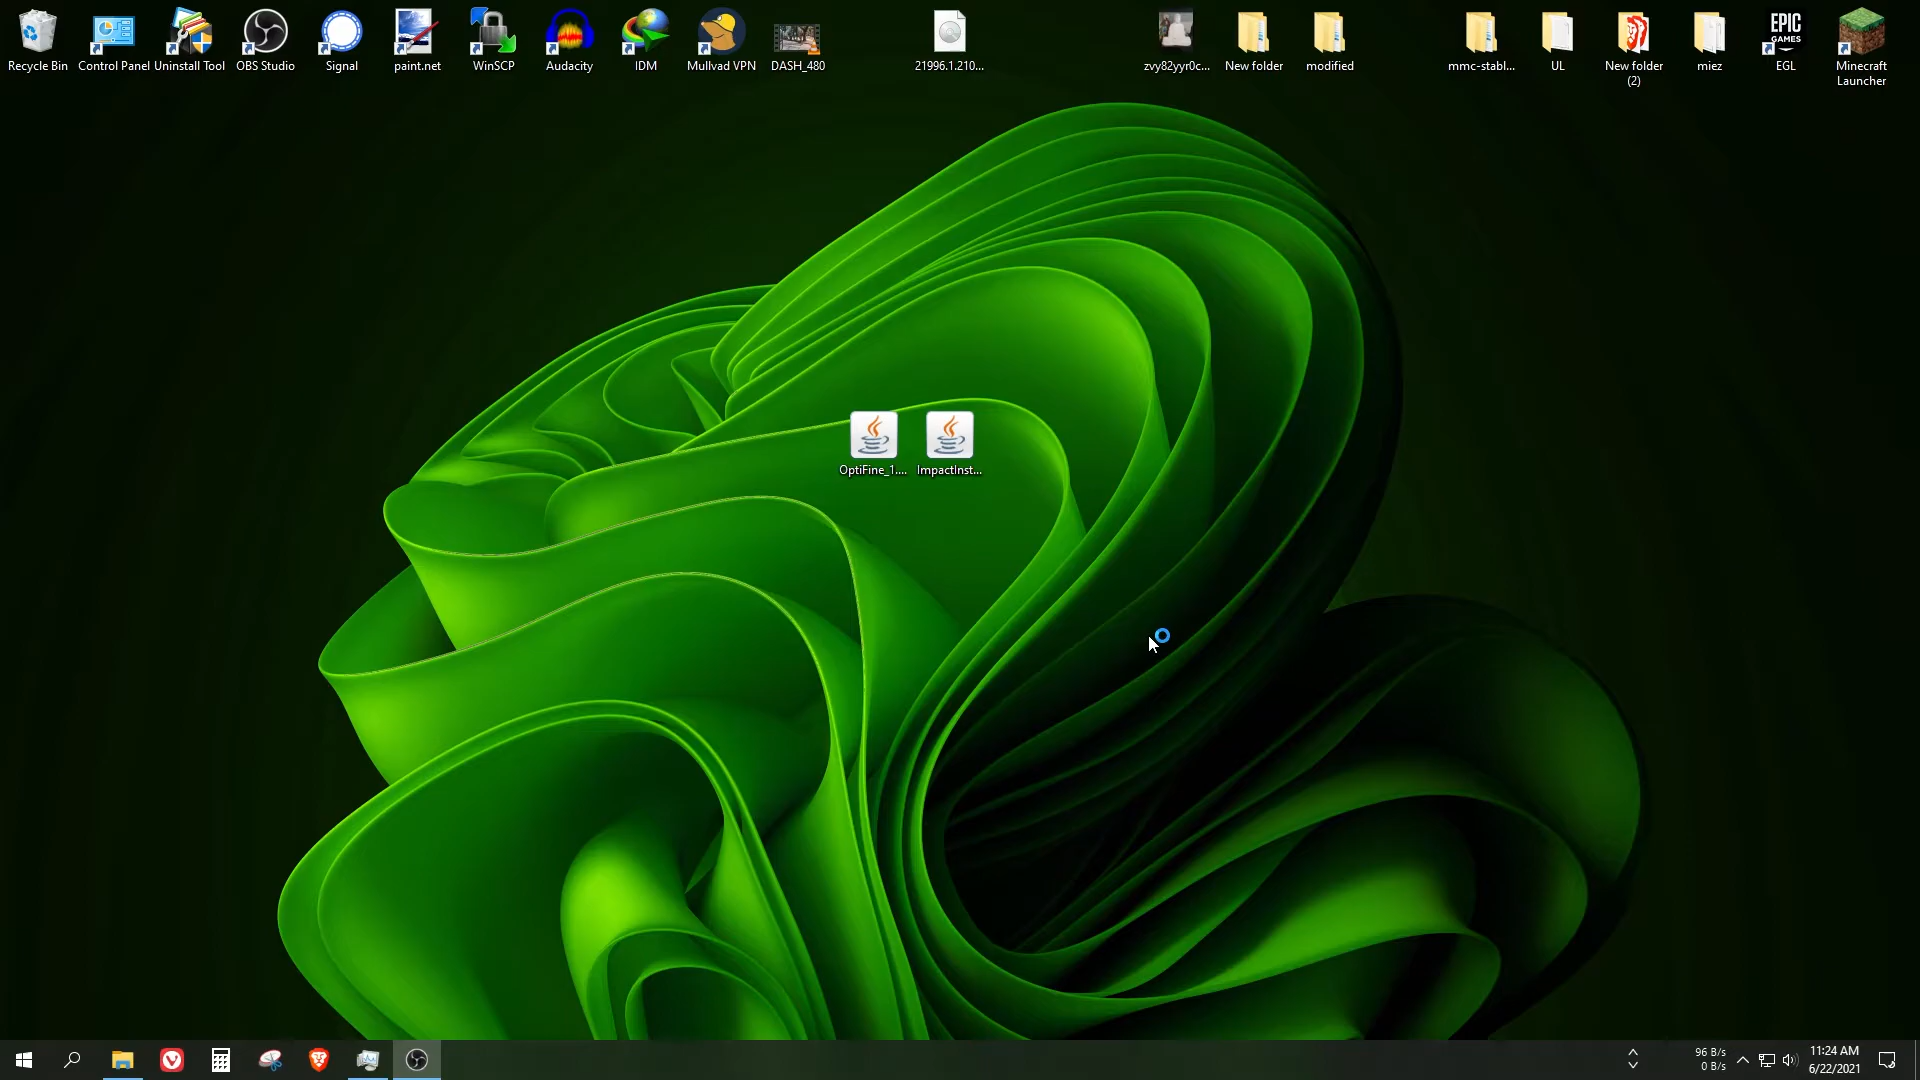 Recycle Bin
Control Panel
Uninstall Tool
OBS Studio
Signal
paint.net
WinSCP
Audacity
IDM
Mullvad VPN
DASH_480
21996.1.210...
zvy82yyr0c...
New folder
modified
mmc-stabl...
UL
New folder
(2)
miez
EPIC
GAMES
EGL
Minecraft
Launcher
OptiFine_1....
ImpactInst...
96 B/s
0 B/s
11:24 AM
6/22/2021